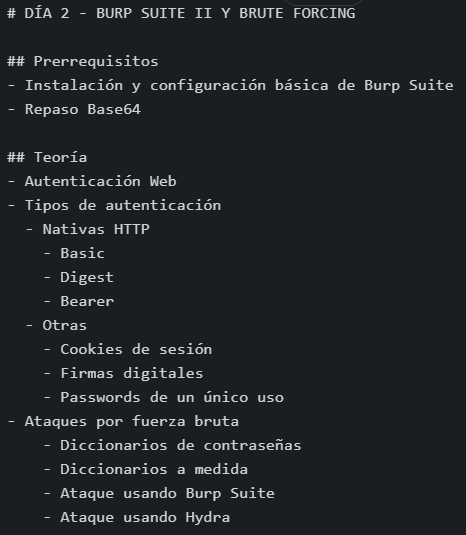 # DÍA 2 - BURP SUITE II Y BRUTE FORCING
## Prerrequisitos
- Instalación y configuración básica de Burp Suite
- Repaso Base64
## Teoría
- Autenticación Web
- Tipos de autenticación
- Nativas HTTP
- Basic
- Digest
- Bearer
- Otras
- Cookies de sesión
- Firmas digitales
- Passwords de un único uso
- Ataques por fuerza bruta
- Diccionarios de contraseñas
- Diccionarios a medida
- Ataque usando Burp Suite
- Ataque usando Hydra